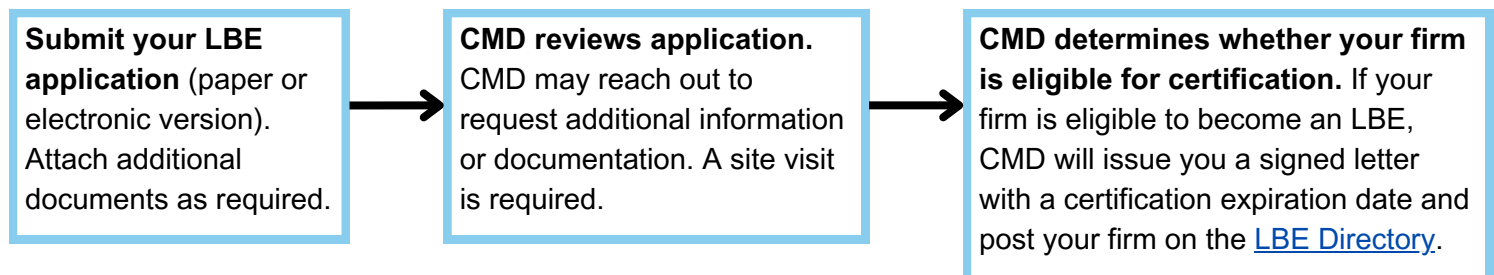 Submit your LBE
application (paper or
electronic version).
Attach additional
documents as required.
CMD reviews application.
CMD may reach out to
request additional information
or documentation. A site visit
is required.
CMD determines whether your firm
is eligible for certification. If your
firm is eligible to become an LBE,
CMD will issue you a signed letter
with a certification expiration date and
post your firm on the LBE Directory.